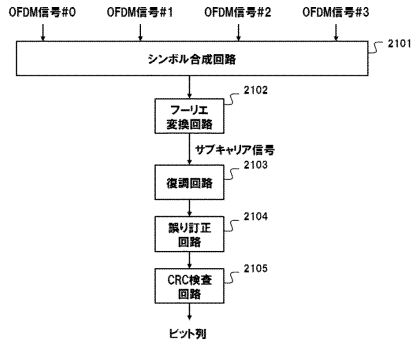 OFDM信号#0 OFDM信号#1 OFDM信号#2 OFDM信号#3
2101
シンボル合成回路
2102
フーリエ
変換回路
サブキャリア信号
2103
復調回路
2104
誤り訂正
回路
2105
CRC検査
回路
ビット列